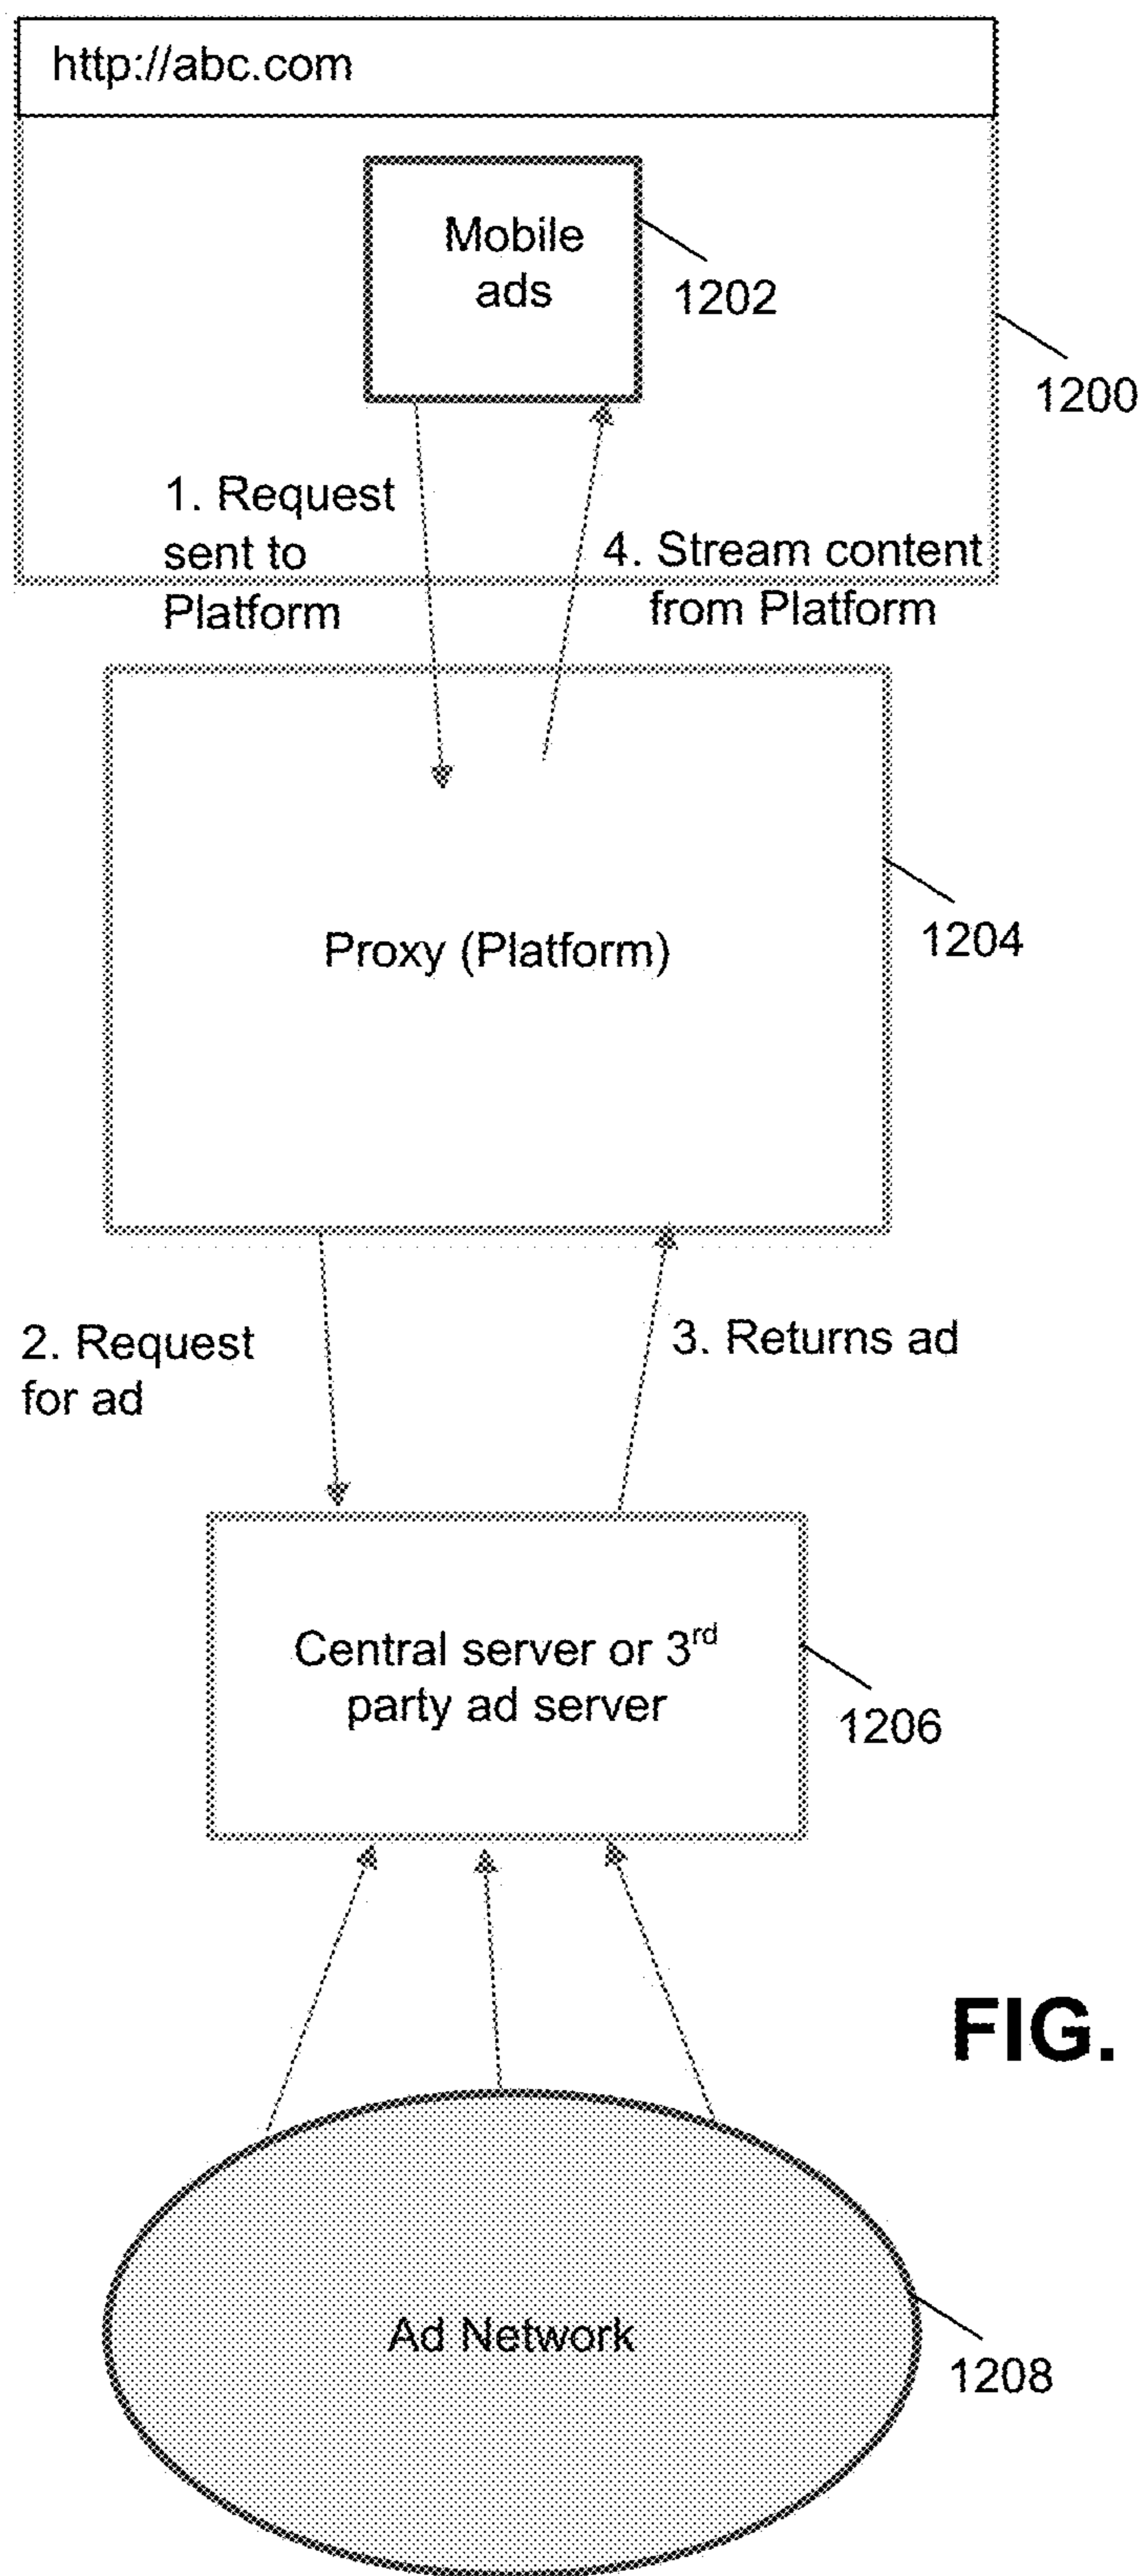 http://abc.com
Mobile
ads
1202
1200
1. Request
sent to
Platform
4. Stream content
from Platform
Proxy (Platform)
1204
2. Request
for ad
3. Returns ad
Central server or 3rd
party ad server
1206
FIG.
Ad Network
1208